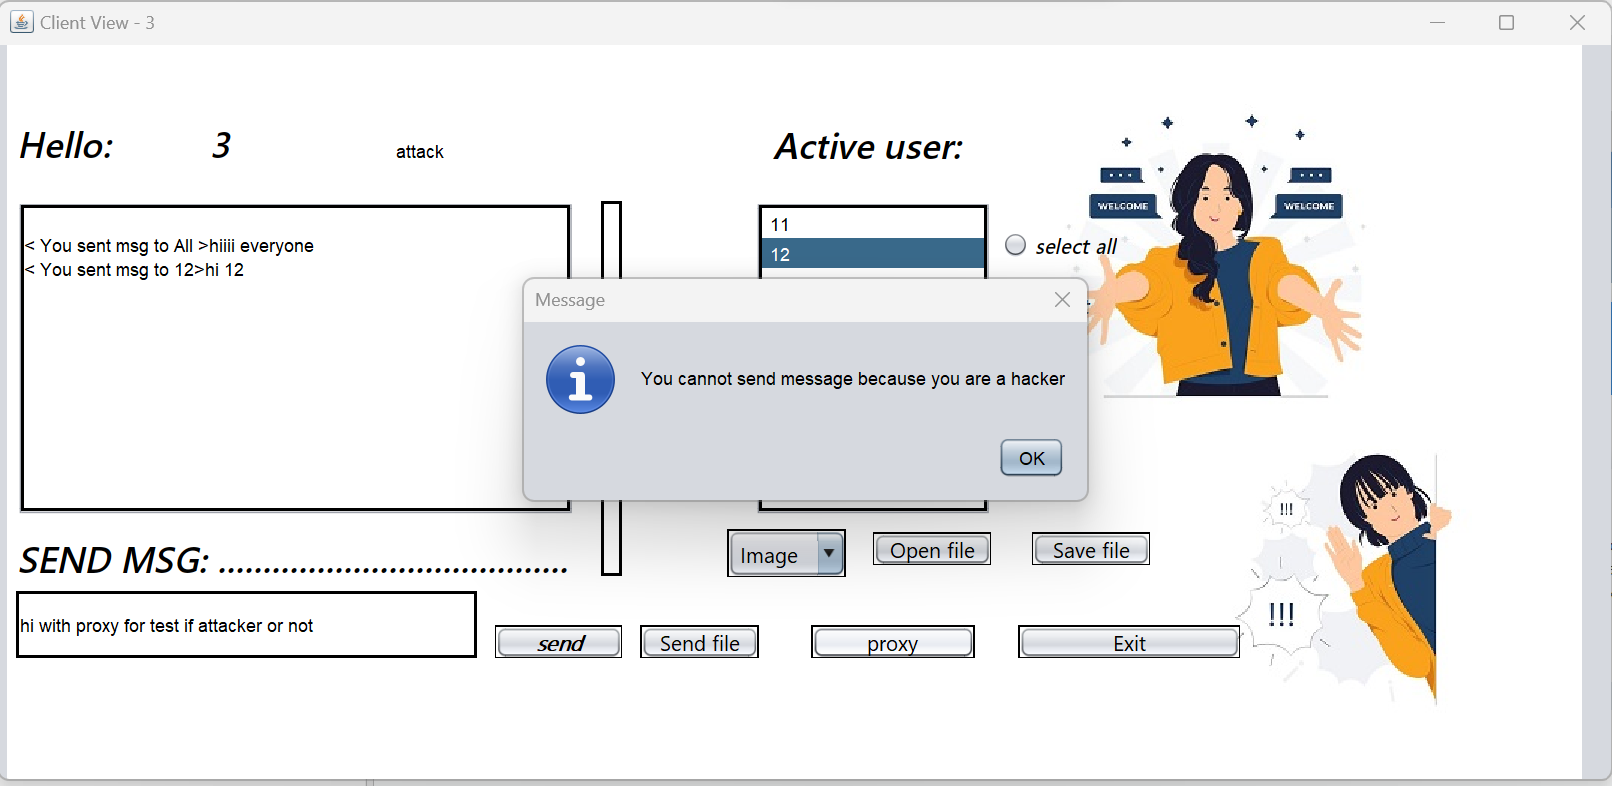 Client View - 3
Hello: 3 attack
Active user:
< You sent msg to All >hiiii everyone
< You sent msg to 12>hi 12
11
12
select all
WELCOME
WELCOME
Message
You cannot send message because you are a hacker
OK
SEND MSG: ....................................
Image
Open file
Save file
!!!
!!!
hi with proxy for test if attacker or not
send
Send file
proxy
Exit